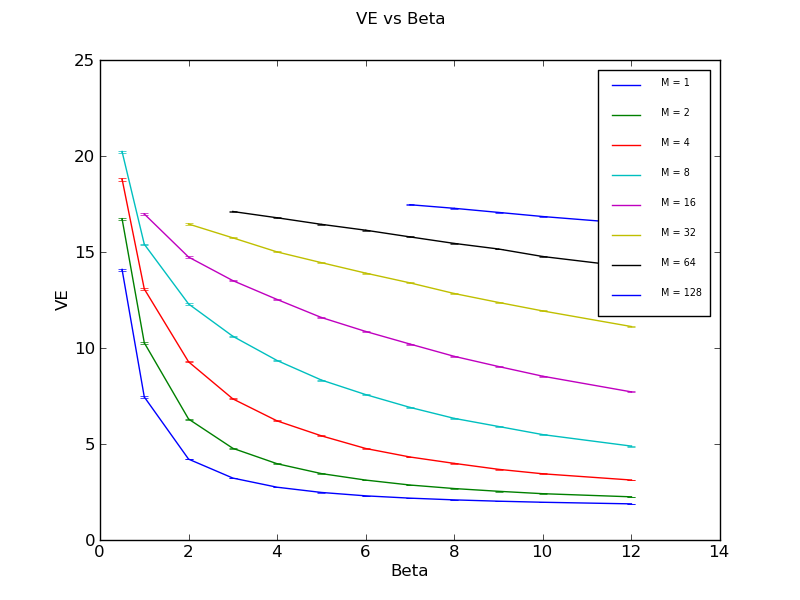 VE vs Beta
25
20
15
10
5
0
VE
0 2 4 6 8 10 12 14
Beta
M = 1
M = 2
M = 4
M = 8
M = 16
M = 32
M = 64
M = 128